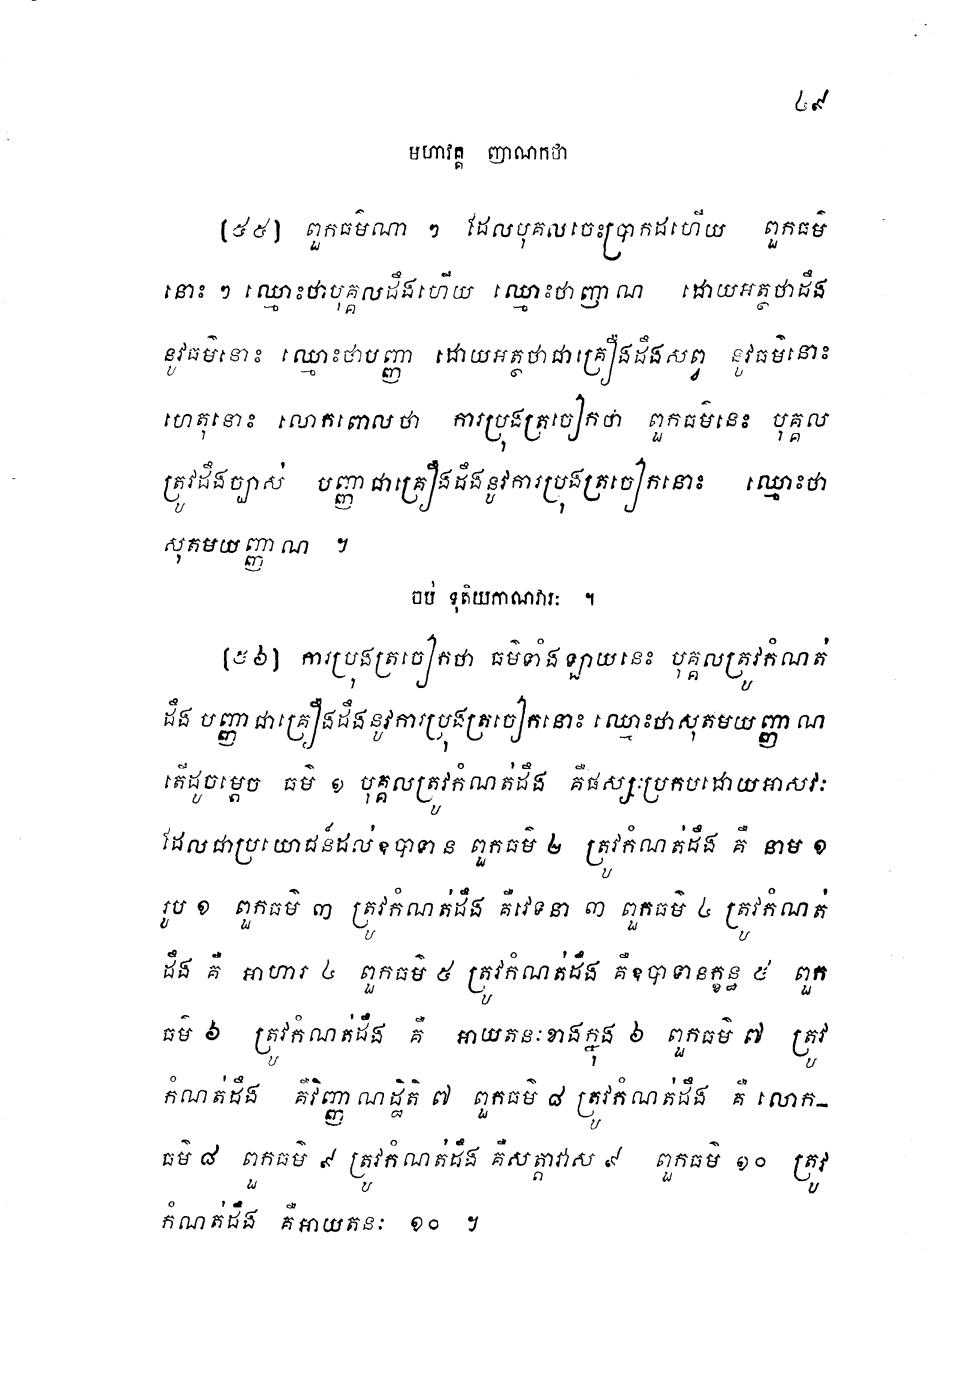 ៤៩
មហាវគ្គ ញាណកថា
(៥៥) ពួកធម៌ណា ៗ ដែលបុគ្គលចេះប្រាកដហើយ ពួកធម៌
នោះ ៗ ឈ្មោះថាបុគ្គលដឹងហើយ ឈ្មោះថាញាណ ដោយអត្ថថាដឹង
នូវធម៌នោះ ឈ្មោះថាបញ្ញា ដោយអត្ថថាជាគ្រឿងដឹងសព្វ នូវធម៌នោះ
ហេតុនោះ លោកពោលថា ការប្រុងត្រចៀកថា ពួកធម៌នេះ បុគ្គល
ត្រូវដឹងច្បាស់ បញ្ញាជាគ្រឿងដឹងនូវការប្រុងត្រចៀកនោះ ឈ្មោះថា
សុតមយញ្ញាណ ។
ចប់ ទុតិយភាណវារៈ ។
(៥៦) ការប្រុងត្រចៀកថា ធម៌ទាំងឡាយនេះ បុគ្គលត្រូវកំណត់
ដឹង បញ្ញាជាគ្រឿងដឹងនូវការប្រុងត្រចៀកនោះ ឈ្មោះថាសុតមយញ្ញាណ
តើដូចម្តេច ធម៌ ១ បុគ្គលត្រូវកំណត់ដឹង គឺផស្សៈប្រកបដោយអាសវៈ
ដែលជាប្រយោជន៍ដល់ឧបាទាន ពួកធម៌ ២ ត្រូវកំណត់ដឹង គឺ នាម ១
រូប ១ ពួកធម៌ ៣ ត្រូវកំណត់ដឹង គឺវេទនា ៣ ពួកធម៌ ៤ ត្រូវកំណត់
ដឹង គឺ អាហារ ៤ ពួកធម៌ ៥ ត្រូវកំណត់ដឹង គឺឧបាទានក្ខន្ធ ៥ ពួក
ធម៌ ៦ ត្រូវកំណត់ដឹង គឺ អាយតនៈខាងក្នុង ៦ ពួកធម៌ ៧ ត្រូវ
កំណត់ដឹង គឺវិញ្ញាណដ្ឋិតិ ៧ ពួកធម៌ ៨ ត្រូវកំណត់ដឹង គឺ លោក-
ធម៌ ៨ ពួកធម៌ ៩ ត្រូវកំណត់ដឹង គឺសត្តាវាស ៩ ពួកធម៌ ១០ ត្រូវ
កំណត់ដឹង គឺអាយតនៈ ១០ ។